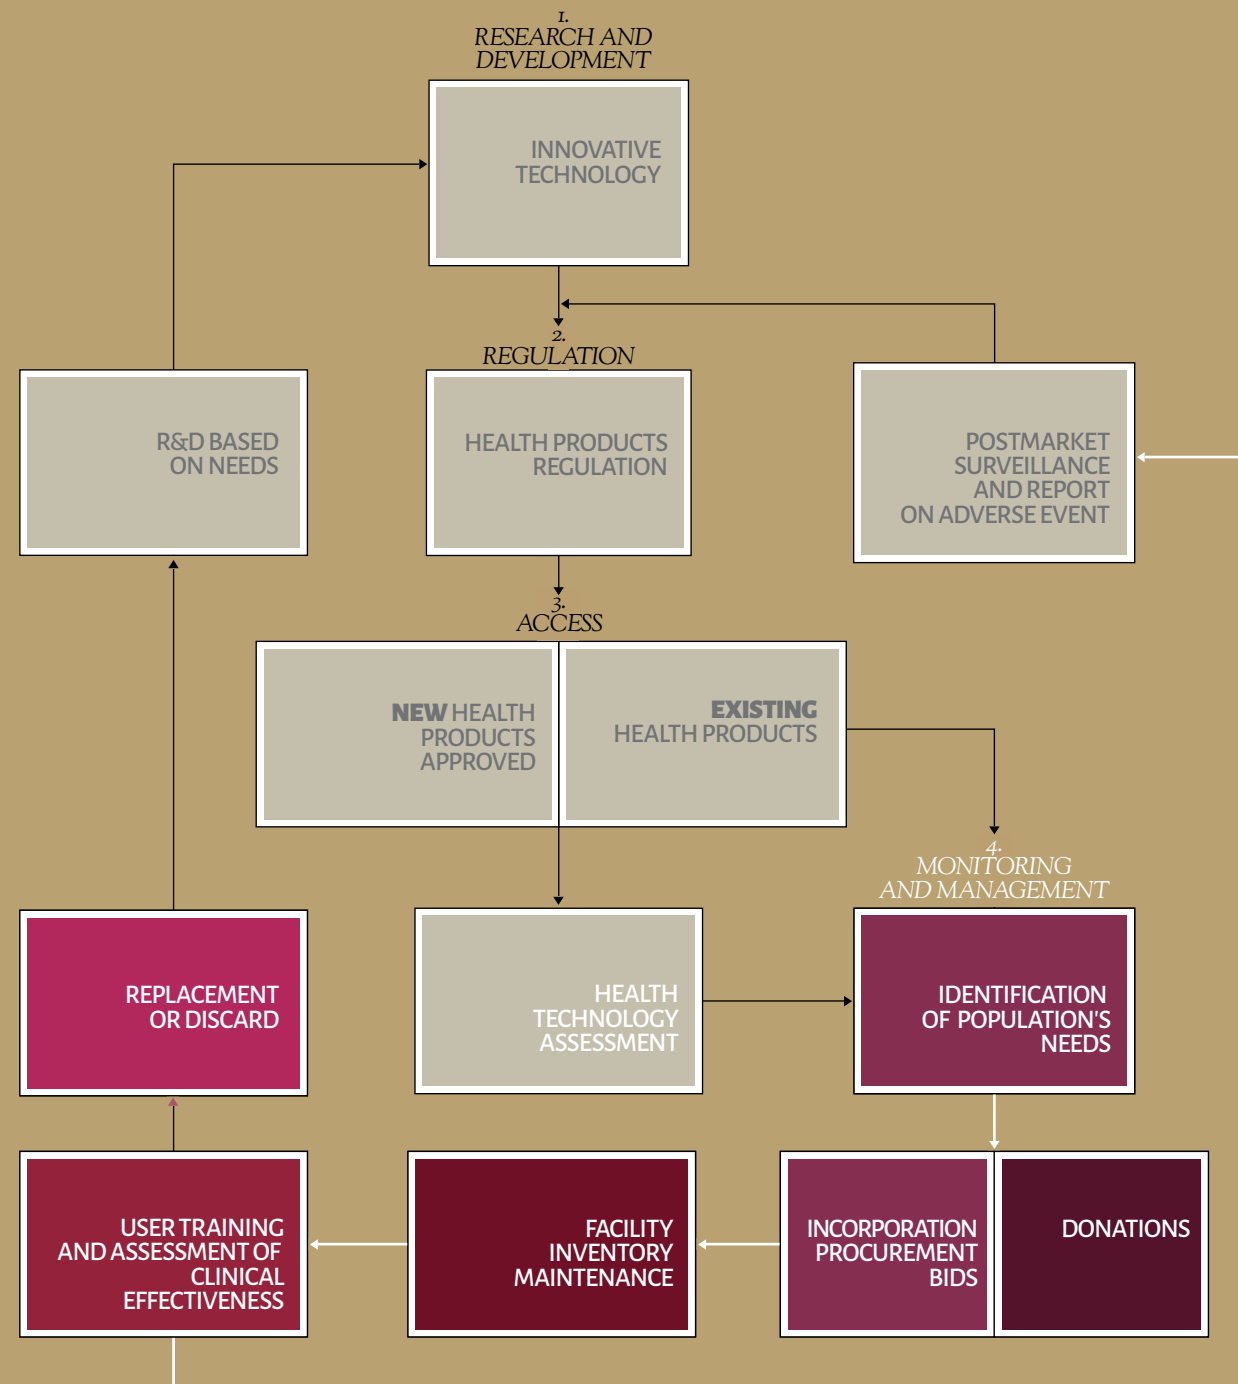 1.
RESEARCH AND
DEVELOPMENT
INNOVATIVE
TECHNOLOGY
2.
REGULATION
R&D BASED
ON NEEDS
HEALTH PRODUCTS
REGULATION
POSTMARKET
SURVEILLANCE
AND REPORT
ON ADVERSE EVENT
3.
ACCESS
NEW HEALTH
PRODUCTS
APPROVED
EXISTING
HEALTH PRODUCTS
4.
MONITORING
AND MANAGEMENT
REPLACEMENT
OR DISCARD
HEALTH
TECHNOLOGY
ASSESSMENT
IDENTIFICATION
OF POPULATION'S
NEEDS
USER TRAINING
AND ASSESSMENT OF
CLINICAL
EFFECTIVENESS
FACILITY
INVENTORY
MAINTENANCE
INCORPORATION
PROCUREMENT
BIDS
DONATIONS